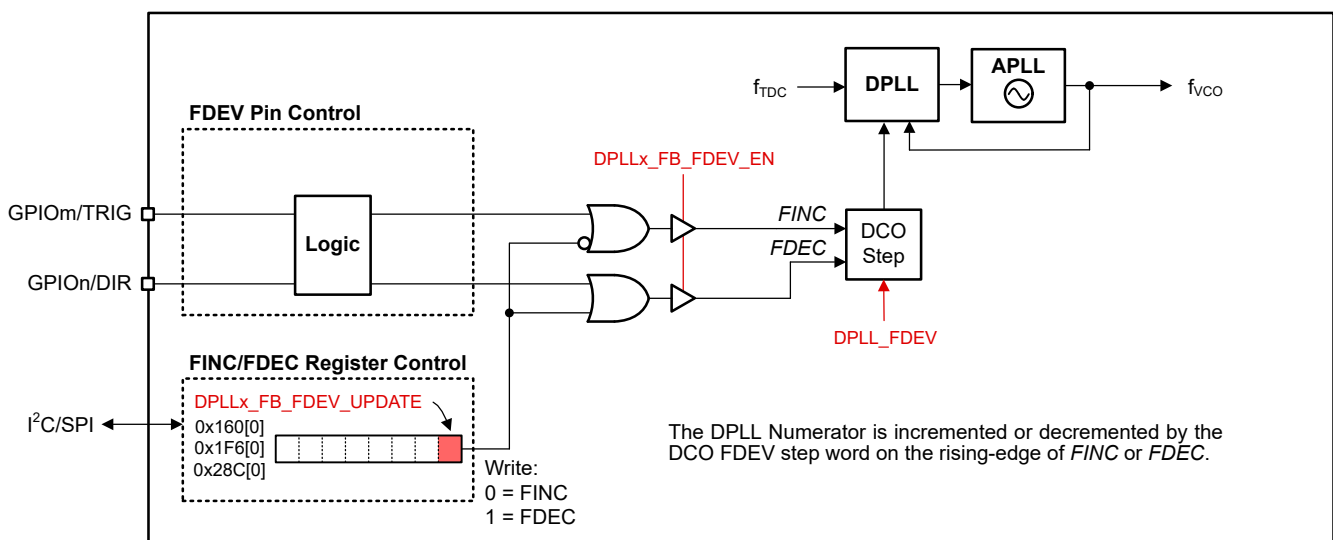 FDEV Pin Control
GPIOm/TRIG
GPIOn/DIR
Logic
DPLLx_FB_FDEV_EN
FINC
FDEC
DCO
Step
DPLL_FDEV
fTDC
DPLL
APLL
fVCO
FINC/FDEC Register Control
DPLLx_FB_FDEV_UPDATE
I²C/SPI
0x160[0]
0x1F6[0]
0x28C[0]
Write:
0 = FINC
1 = FDEC
The DPLL Numerator is incremented or decremented by the
DCO FDEV step word on the rising-edge of FINC or FDEC.